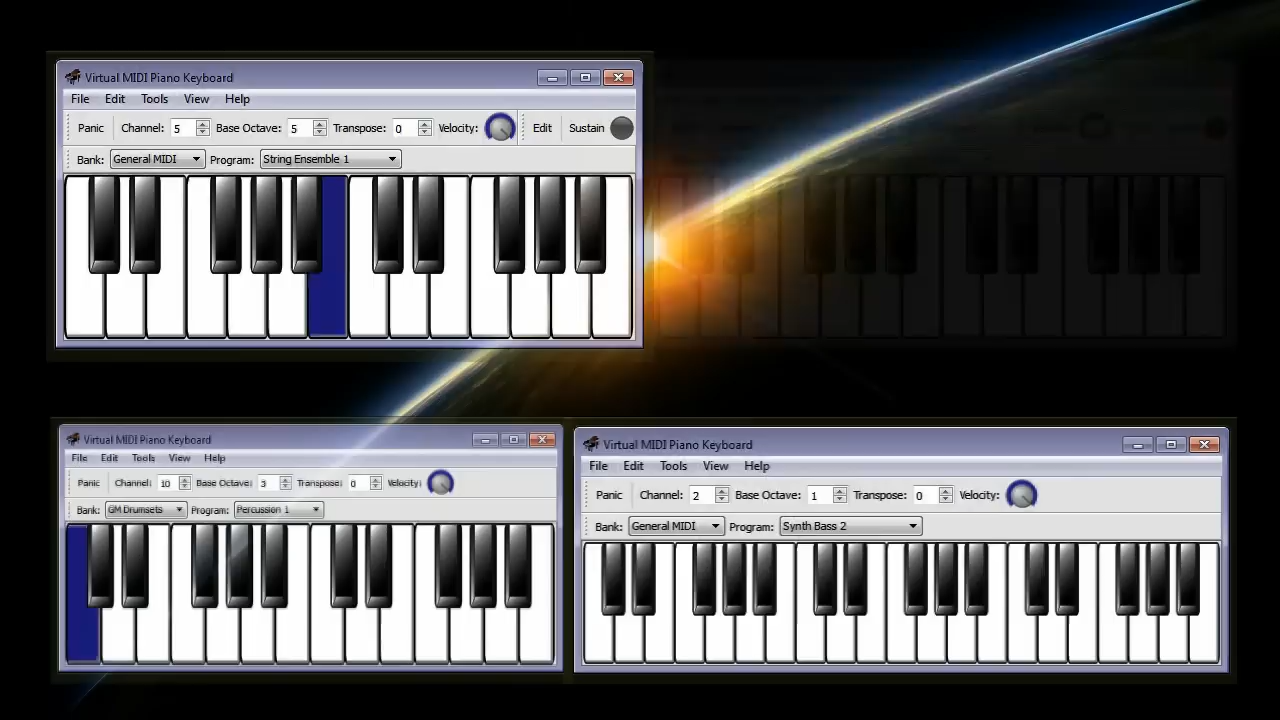 Virtual MIDI Piano Keyboard
File Edit Tools View Help
Panic Channel: 5 Base Octave: 5 Transpose: 0 Velocity: Edit Sustain
Bank: General MIDI Program: String Ensemble 1
Virtual MIDI Piano Keyboard
File Edit Tools View Help
Panic Channel: 10 Base Octave: 3 Transpose: 0 Velocity:
Bank: GM Drumsets Program: Percussion 1
Virtual MIDI Piano Keyboard
File Edit Tools View Help
Panic Channel: 2 Base Octave: 1 Transpose: 0 Velocity:
Bank: General MIDI Program: Synth Bass 2